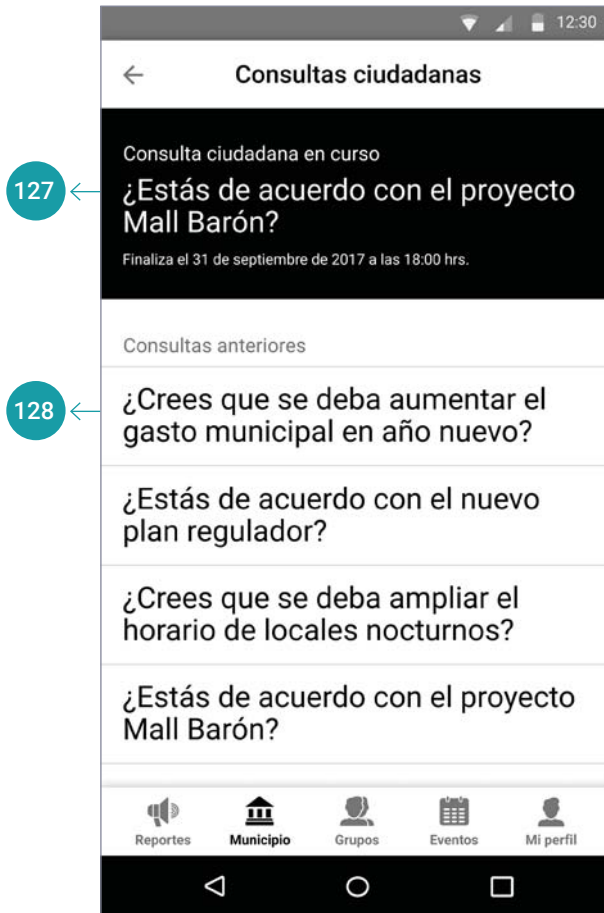 12:30
Consultas ciudadanas
Consulta ciudadana en curso
127
¿Estás de acuerdo con el proyecto
Mall Barón?
Finaliza el 31 de septiembre de 2017 a las 18:00 hrs.
Consultas anteriores
128
¿Crees que se deba aumentar el
gasto municipal en año nuevo?
¿Estás de acuerdo con el nuevo
plan regulador?
¿Crees que se deba ampliar el
horario de locales nocturnos?
¿Estás de acuerdo con el proyecto
Mall Barón?
Reportes Municipio Grupos Eventos Mi perfil